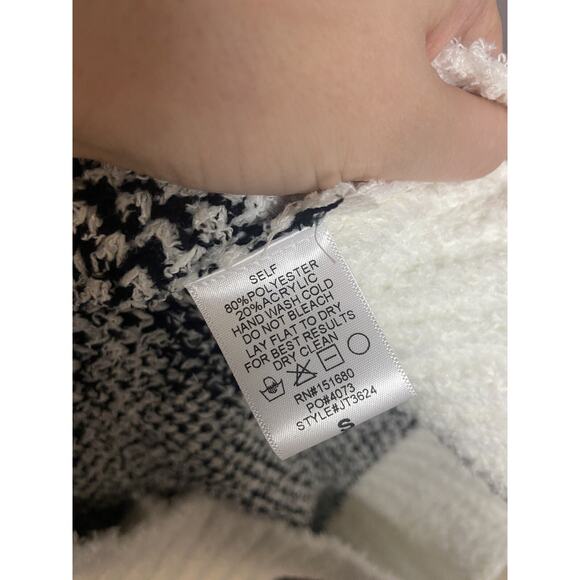 SELF
80%POLYESTER
20%ACRYLIC
HAND WASH COLD
DO NOT BLEACH
LAY FLAT TO DRY
FOR BEST RESULTS
DRY CLEAN
RN#151680
PO#4073
STYLE#JT3624
S